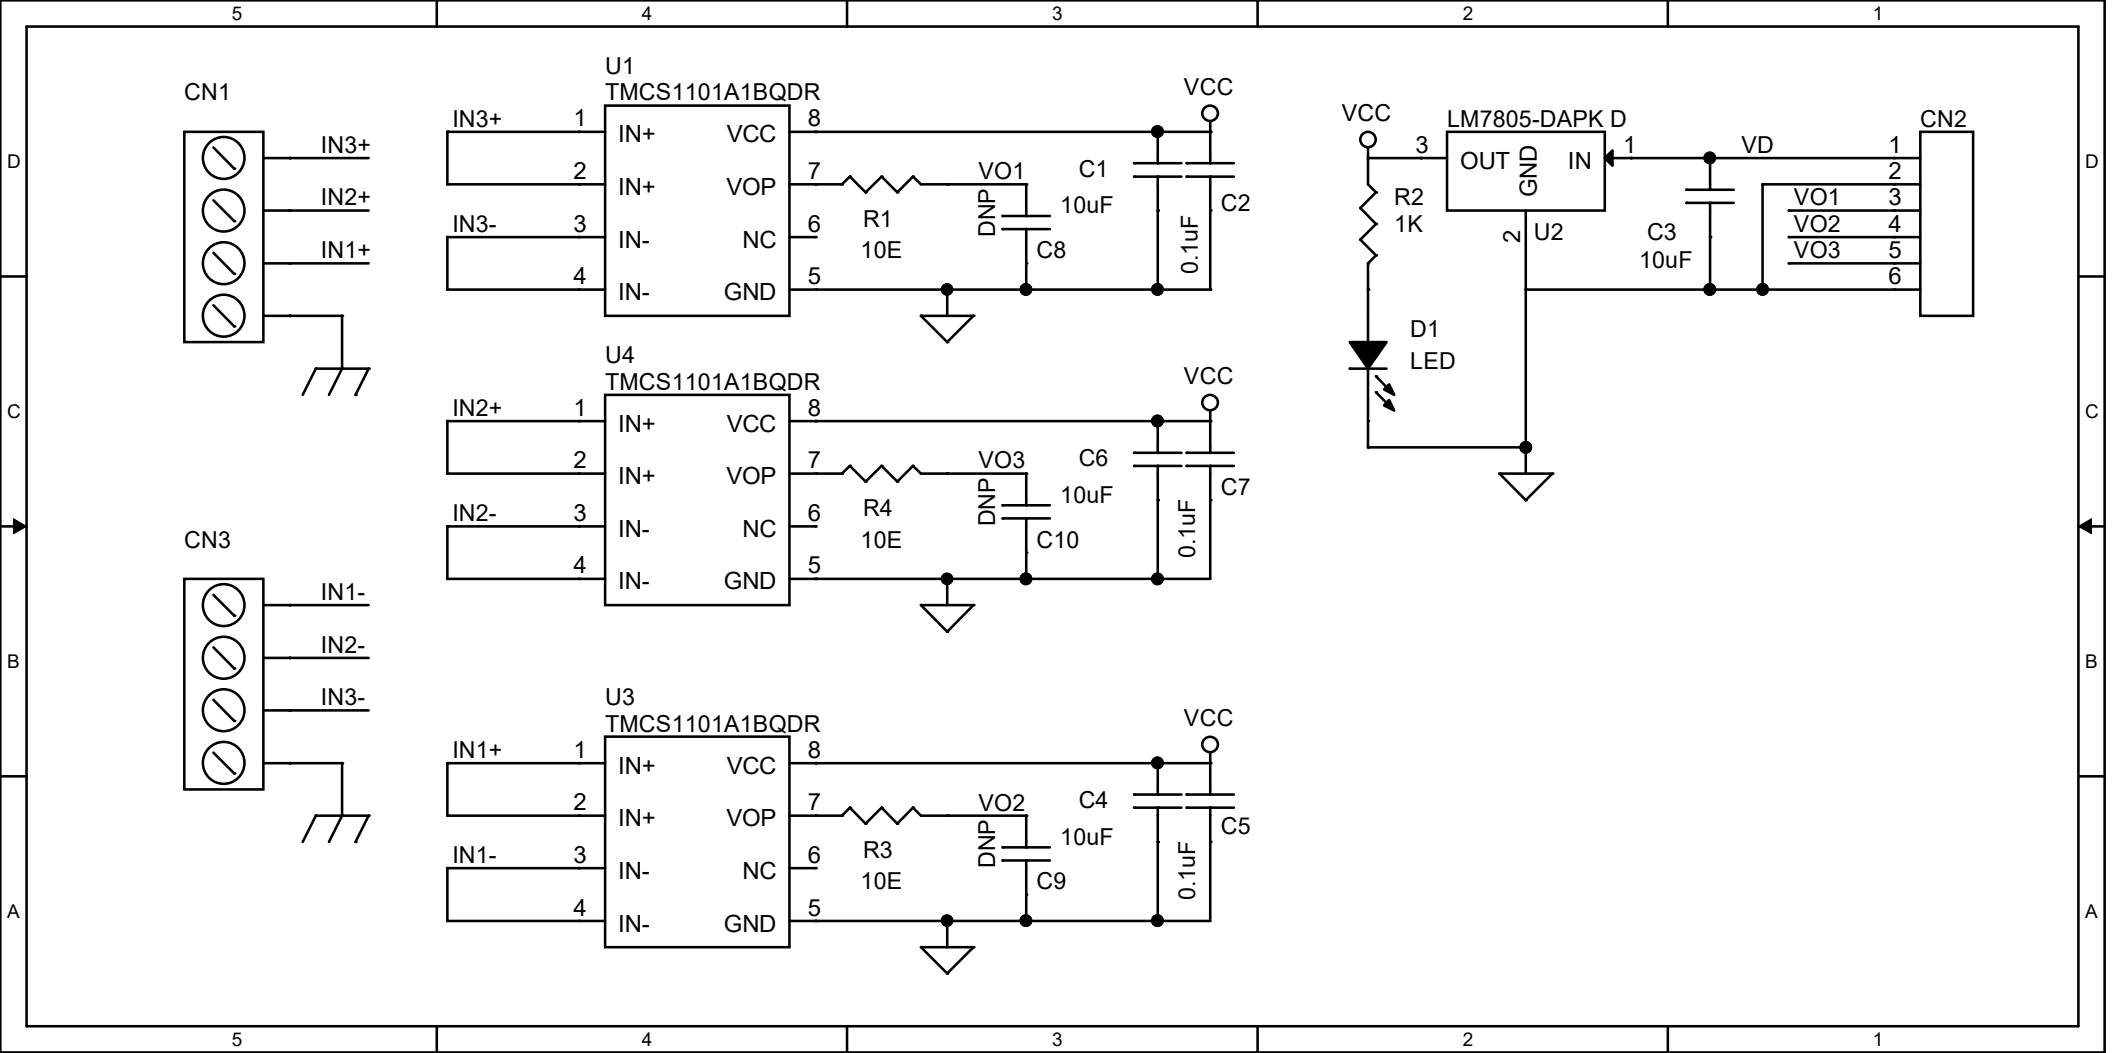 5 4 3 2 1
D D
C C
B B
A A
CN1
IN3+
IN2+
IN1+
CN3
IN1-
IN2-
IN3-
U1
TMCS1101A1BQDR
IN3+ 1 IN+ VCC 8
2 IN+ VOP 7
IN3- 3 IN- NC 6
4 IN- GND 5
R1
10E
VO1
DNP
C8
C1
10uF
VCC
C2
0.1uF
U4
TMCS1101A1BQDR
IN2+ 1 IN+ VCC 8
2 IN+ VOP 7
IN2- 3 IN- NC 6
4 IN- GND 5
R4
10E
VO3
DNP
C10
C6
10uF
VCC
C7
0.1uF
U3
TMCS1101A1BQDR
IN1+ 1 IN+ VCC 8
2 IN+ VOP 7
IN1- 3 IN- NC 6
4 IN- GND 5
R3
10E
VO2
DNP
C9
C4
10uF
VCC
C5
0.1uF
VCC
LM7805-DAPK D
3 OUT GND IN 1
2 U2
R2
1K
D1
LED
VD
C3
10uF
CN2
1
2
VO1 3
VO2 4
VO3 5
6
5 4 3 2 1